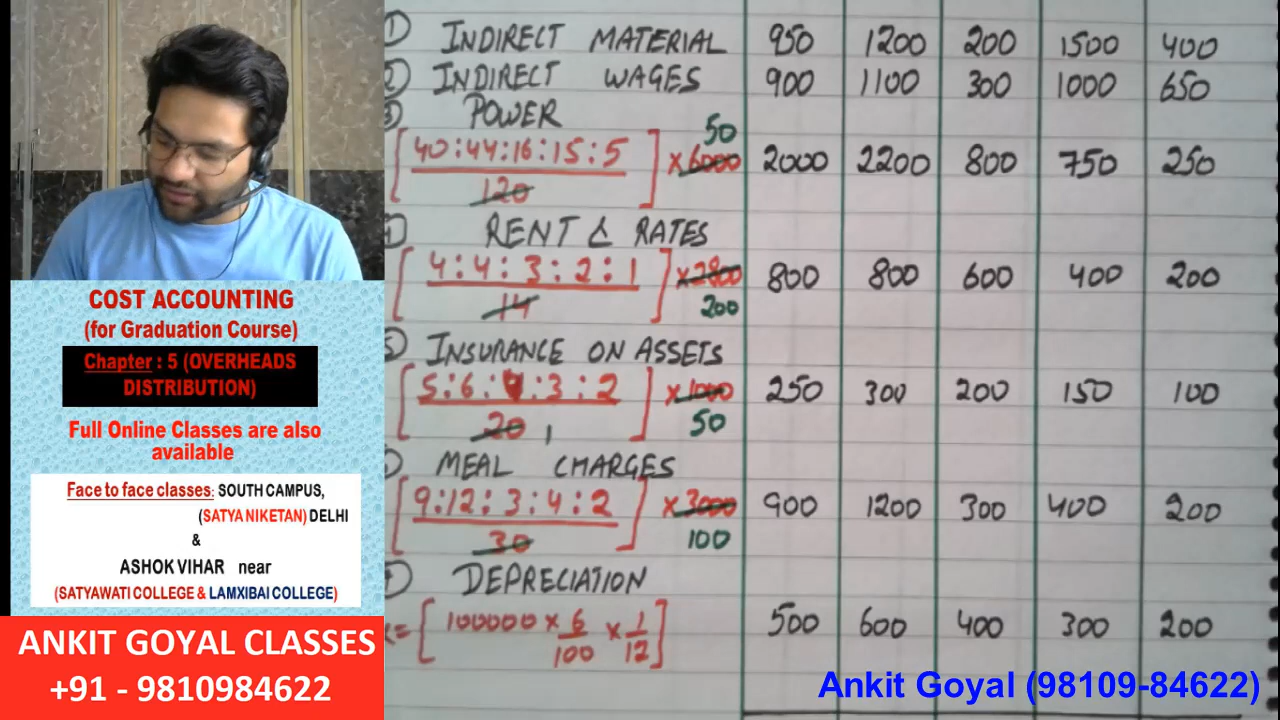 ① INDIRECT MATERIAL 950 1200 200 1500 400
② INDIRECT WAGES 900 1100 300 1000 650
③ POWER
[40:44:16:15:5 / 120] × 6000 50 2000 2200 800 750 250
RENT & RATES
[4:4:3:2:1 / 14] × 2800 200 800 800 600 400 200
⑤ INSURANCE ON ASSETS
[5:6:4:3:2 / 20] × 1000 50 250 300 200 150 100
MEAL CHARGES
[9:12:3:4:2 / 30] × 3000 100 900 1200 300 400 200
DEPRECIATION
= [100000 × 6/100 × 1/12] 500 600 400 300 200
COST ACCOUNTING
(for Graduation Course)
Chapter : 5 (OVERHEADS
DISTRIBUTION)
Full Online Classes are also
available
Face to face classes: SOUTH CAMPUS,
(SATYA NIKETAN) DELHI
&
ASHOK VIHAR near
(SATYAWATI COLLEGE & LAMXIBAI COLLEGE)
ANKIT GOYAL CLASSES
+91 - 9810984622
Ankit Goyal (98109-84622)